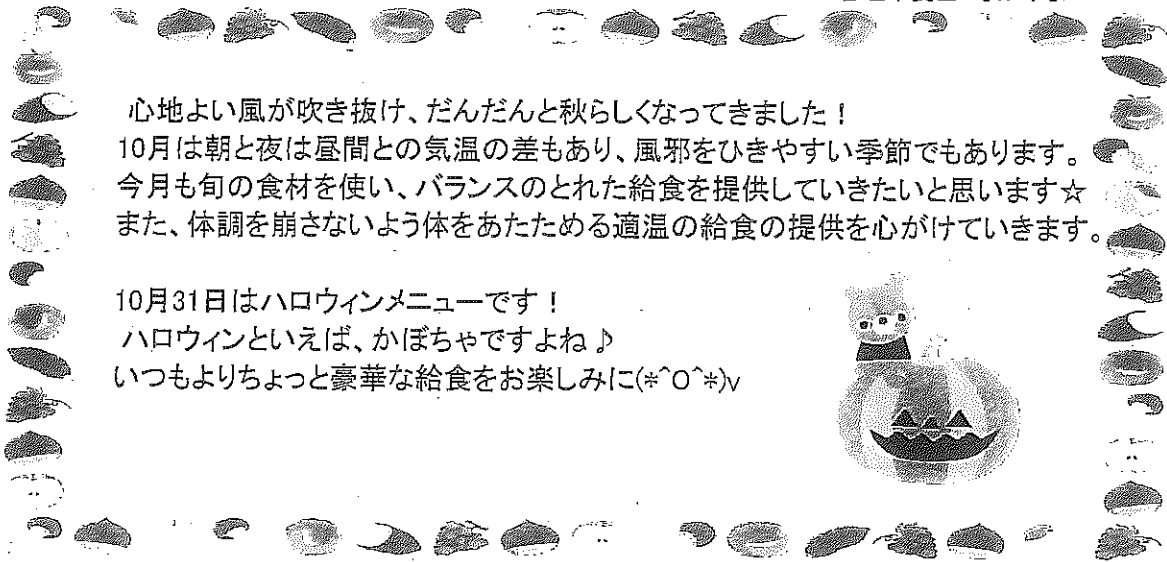 心地よい風が吹き抜け、だんだんと秋らしくなってきました！
10月は朝と夜は昼間との気温の差もあり、風邪をひきやすい季節でもあります。
今月も旬の食材を使い、バランスのとれた給食を提供していきたいと思います☆
また、体調を崩さないよう体をあたためる適温の給食の提供を心がけていきます。
10月31日はハロウィンメニューです！
ハロウィンといえば、かぼちゃですよね♪
いつもよりちょっと豪華な給食をお楽しみに(*^O^*)v